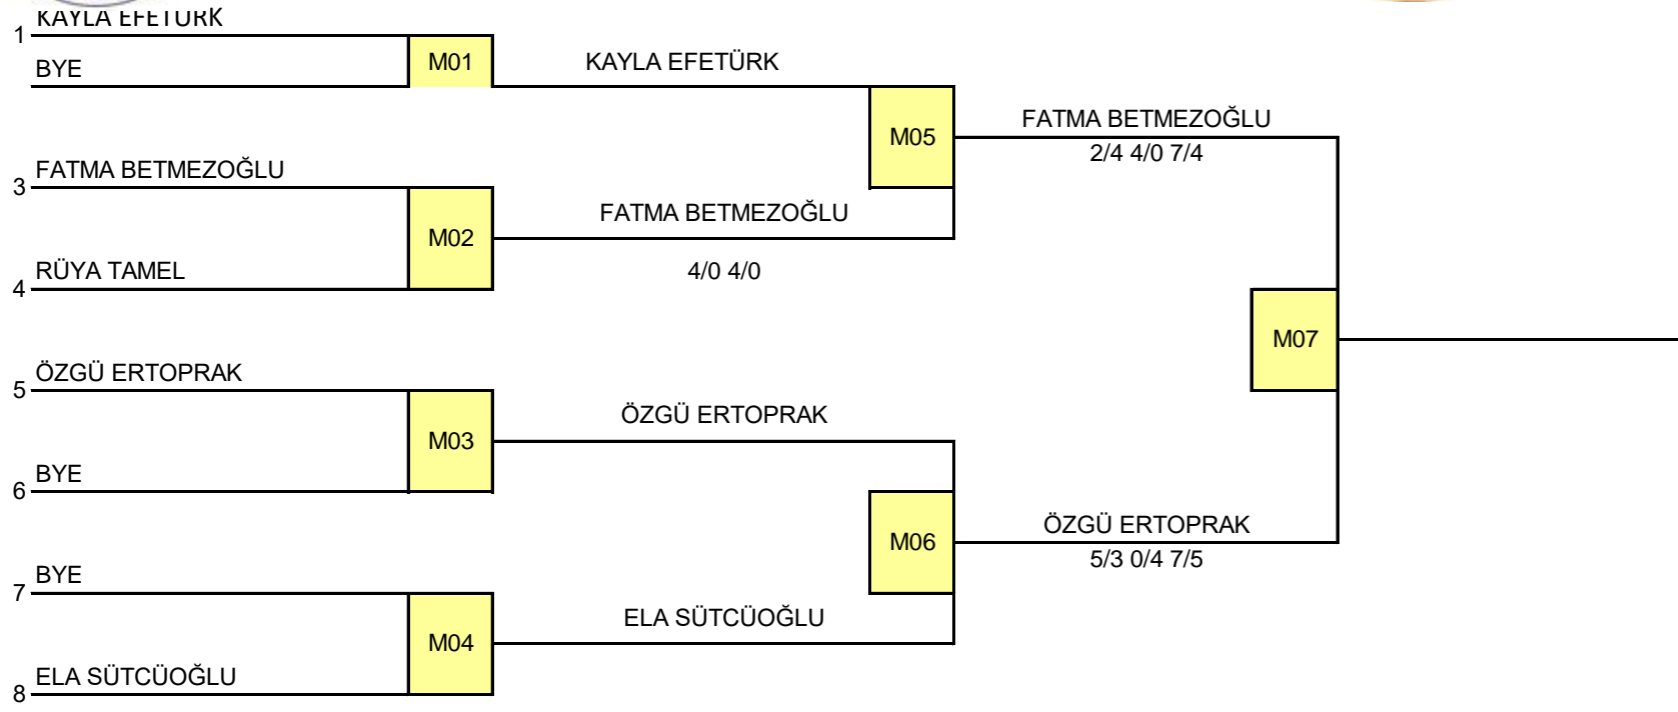 KAYLA EFETÜRK
1
BYE
M01
KAYLA EFETÜRK
M05
FATMA BETMEZOĞLU
2/4 4/0 7/4
FATMA BETMEZOĞLU
3
M02
FATMA BETMEZOĞLU
4/0 4/0
RÜYA TAMEL
4
M07
ÖZGÜ ERTOPRAK
5
M03
ÖZGÜ ERTOPRAK
BYE
6
M06
ÖZGÜ ERTOPRAK
5/3 0/4 7/5
BYE
7
M04
ELA SÜTCÜOĞLU
ELA SÜTCÜOĞLU
8